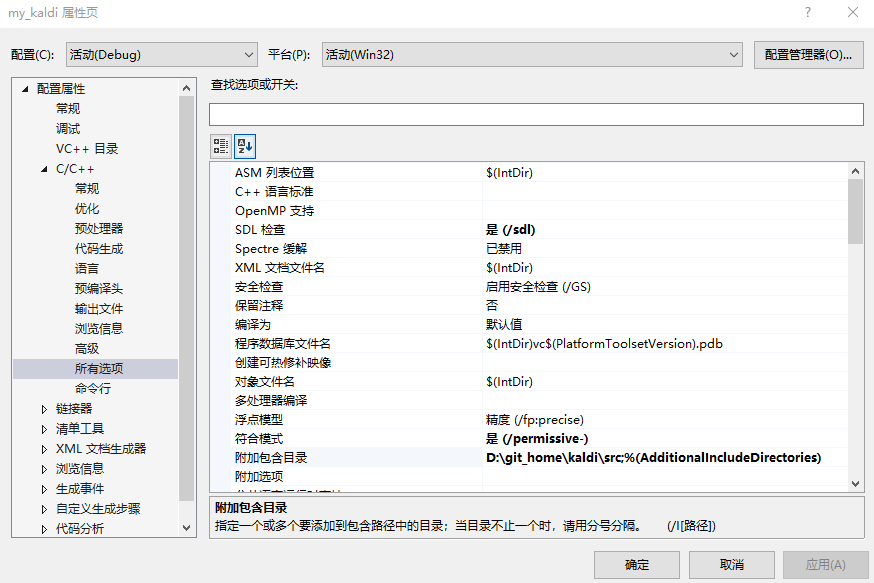 my_kaldi 属性页
配置(C): 活动(Debug) 平台(P): 活动(Win32) 配置管理器(O)...
配置属性
常规
调试
VC++ 目录
C/C++
常规
优化
预处理器
代码生成
语言
预编译头
输出文件
浏览信息
高级
所有选项
命令行
链接器
清单工具
XML 文档生成器
浏览信息
生成事件
自定义生成步骤
代码分析
查找选项或开关:
ASM 列表位置 $(IntDir)
C++ 语言标准
OpenMP 支持
SDL 检查 是 (/sdl)
Spectre 缓解 已禁用
XML 文档文件名 $(IntDir)
安全检查 启用安全检查 (/GS)
保留注释 否
编译为 默认值
程序数据库文件名 $(IntDir)vc$(PlatformToolsetVersion).pdb
创建可热修补映像
对象文件名 $(IntDir)
多处理器编译
浮点模型 精度 (/fp:precise)
符合模式 是 (/permissive-)
附加包含目录 D:\git_home\kaldi\src;%(AdditionalIncludeDirectories)
附加选项
附加包含目录
指定一个或多个要添加到包含路径中的目录；当目录不止一个时，请用分号分隔。 (/I[路径])
确定 取消 应用(A)